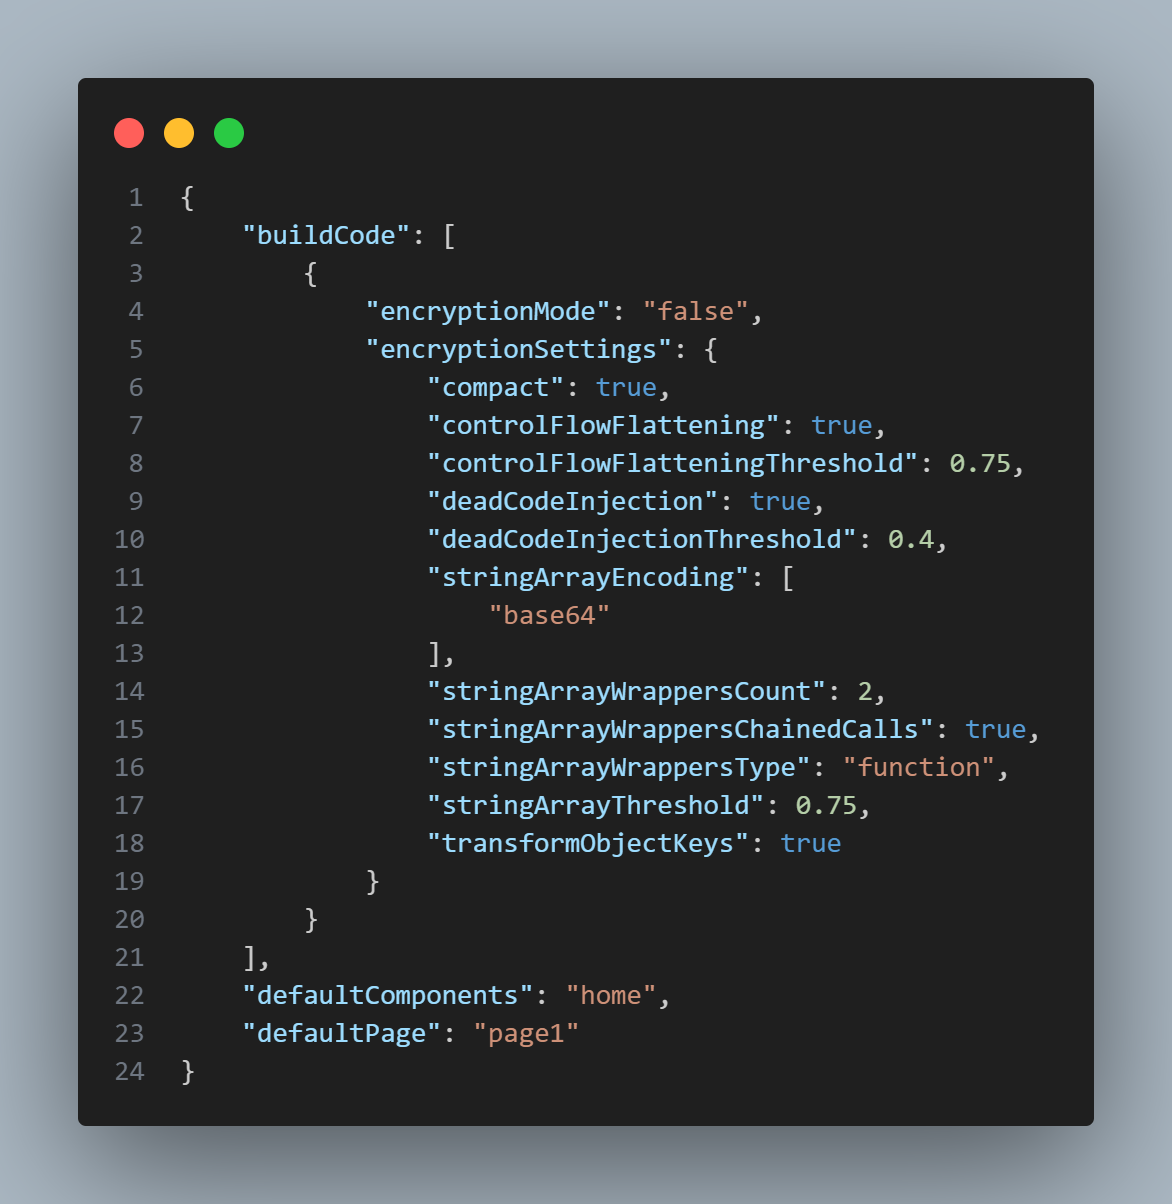 1 {
2     "buildCode": [
3         {
4             "encryptionMode": "false",
5             "encryptionSettings": {
6                 "compact": true,
7                 "controlFlowFlattening": true,
8                 "controlFlowFlatteningThreshold": 0.75,
9                 "deadCodeInjection": true,
10                 "deadCodeInjectionThreshold": 0.4,
11                 "stringArrayEncoding": [
12                     "base64"
13                 ],
14                 "stringArrayWrappersCount": 2,
15                 "stringArrayWrappersChainedCalls": true,
16                 "stringArrayWrappersType": "function",
17                 "stringArrayThreshold": 0.75,
18                 "transformObjectKeys": true
19             }
20         }
21     ],
22     "defaultComponents": "home",
23     "defaultPage": "page1"
24 }